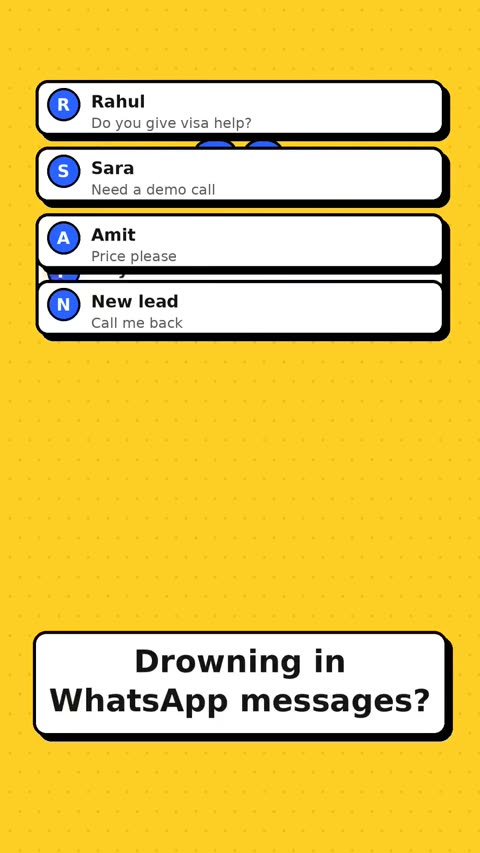 R
Rahul
Do you give visa help?
S
Sara
Need a demo call
A
Amit
Price please
N
New lead
Call me back
Drowning in
WhatsApp messages?